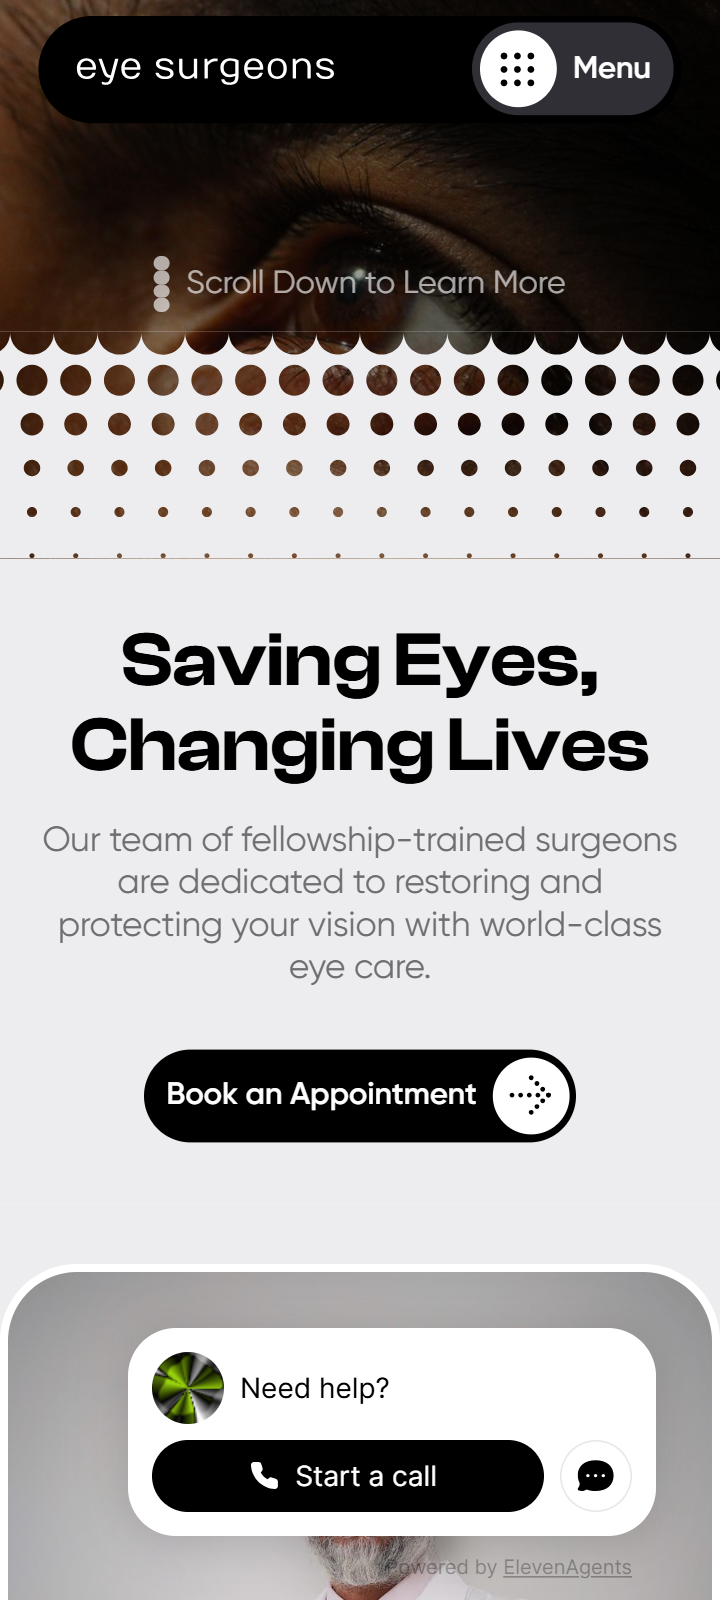 eye surgeons
Menu
Scroll Down to Learn More
Saving Eyes,
Changing Lives
Our team of fellowship-trained surgeons
are dedicated to restoring and
protecting your vision with world-class
eye care.
Book an Appointment
Need help?
Start a call
Powered by ElevenAgents